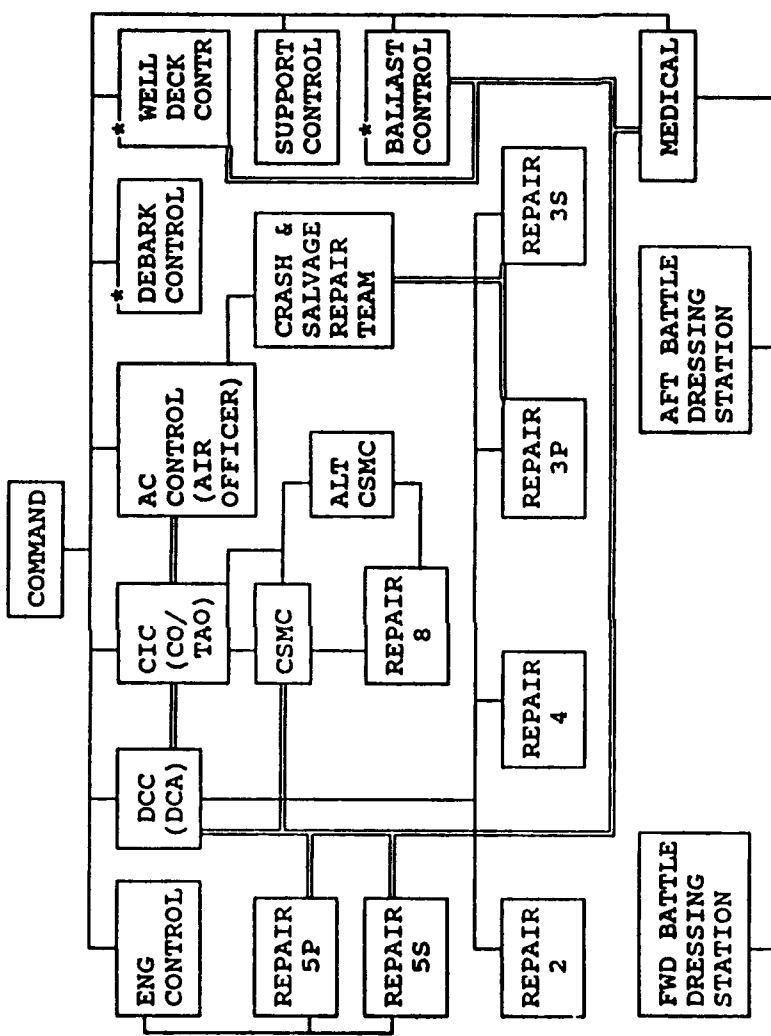 COMMAND
ENG
CONTROL
DCC
(DCA)
CIC
(CO/
TAO)
AC
CONTROL
(AIR
OFFICER)
*
DEBARK
CONTROL
*
WELL
DECK
CONTR
REPAIR
5P
CSMC
ALT
CSMC
CRASH &
SALVAGE
REPAIR
TEAM
SUPPORT
CONTROL
REPAIR
5S
REPAIR
8
*
BALLAST
CONTROL
REPAIR
2
REPAIR
4
REPAIR
3P
REPAIR
3S
FWD BATTLE
DRESSING
STATION
AFT BATTLE
DRESSING
STATION
MEDICAL